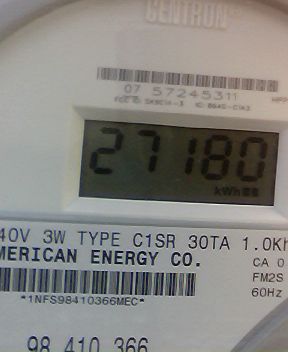 CENTRON
07 57245311
27180
kWh
40V 3W TYPE C1SR 30TA 1.0Kh
MERICAN ENERGY CO.
CA 0.
FM2S
60Hz
*1NFS98410366MEC*
98 410 366